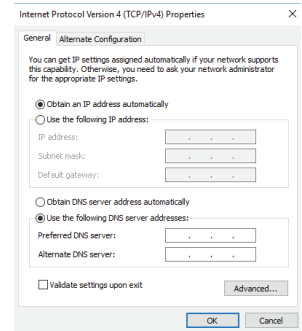 Internet Protocol Version 4 (TCP/IPv4) Properties
General Alternate Configuration
You can get IP settings assigned automatically if your network supports
this capability. Otherwise, you need to ask your network administrator
for the appropriate IP settings.
Obtain an IP address automatically
Use the following IP address:
IP address:
Subnet mask:
Default gateway:
Obtain DNS server address automatically
Use the following DNS server addresses:
Preferred DNS server:
Alternate DNS server:
Validate settings upon exit
Advanced...
OK Cancel